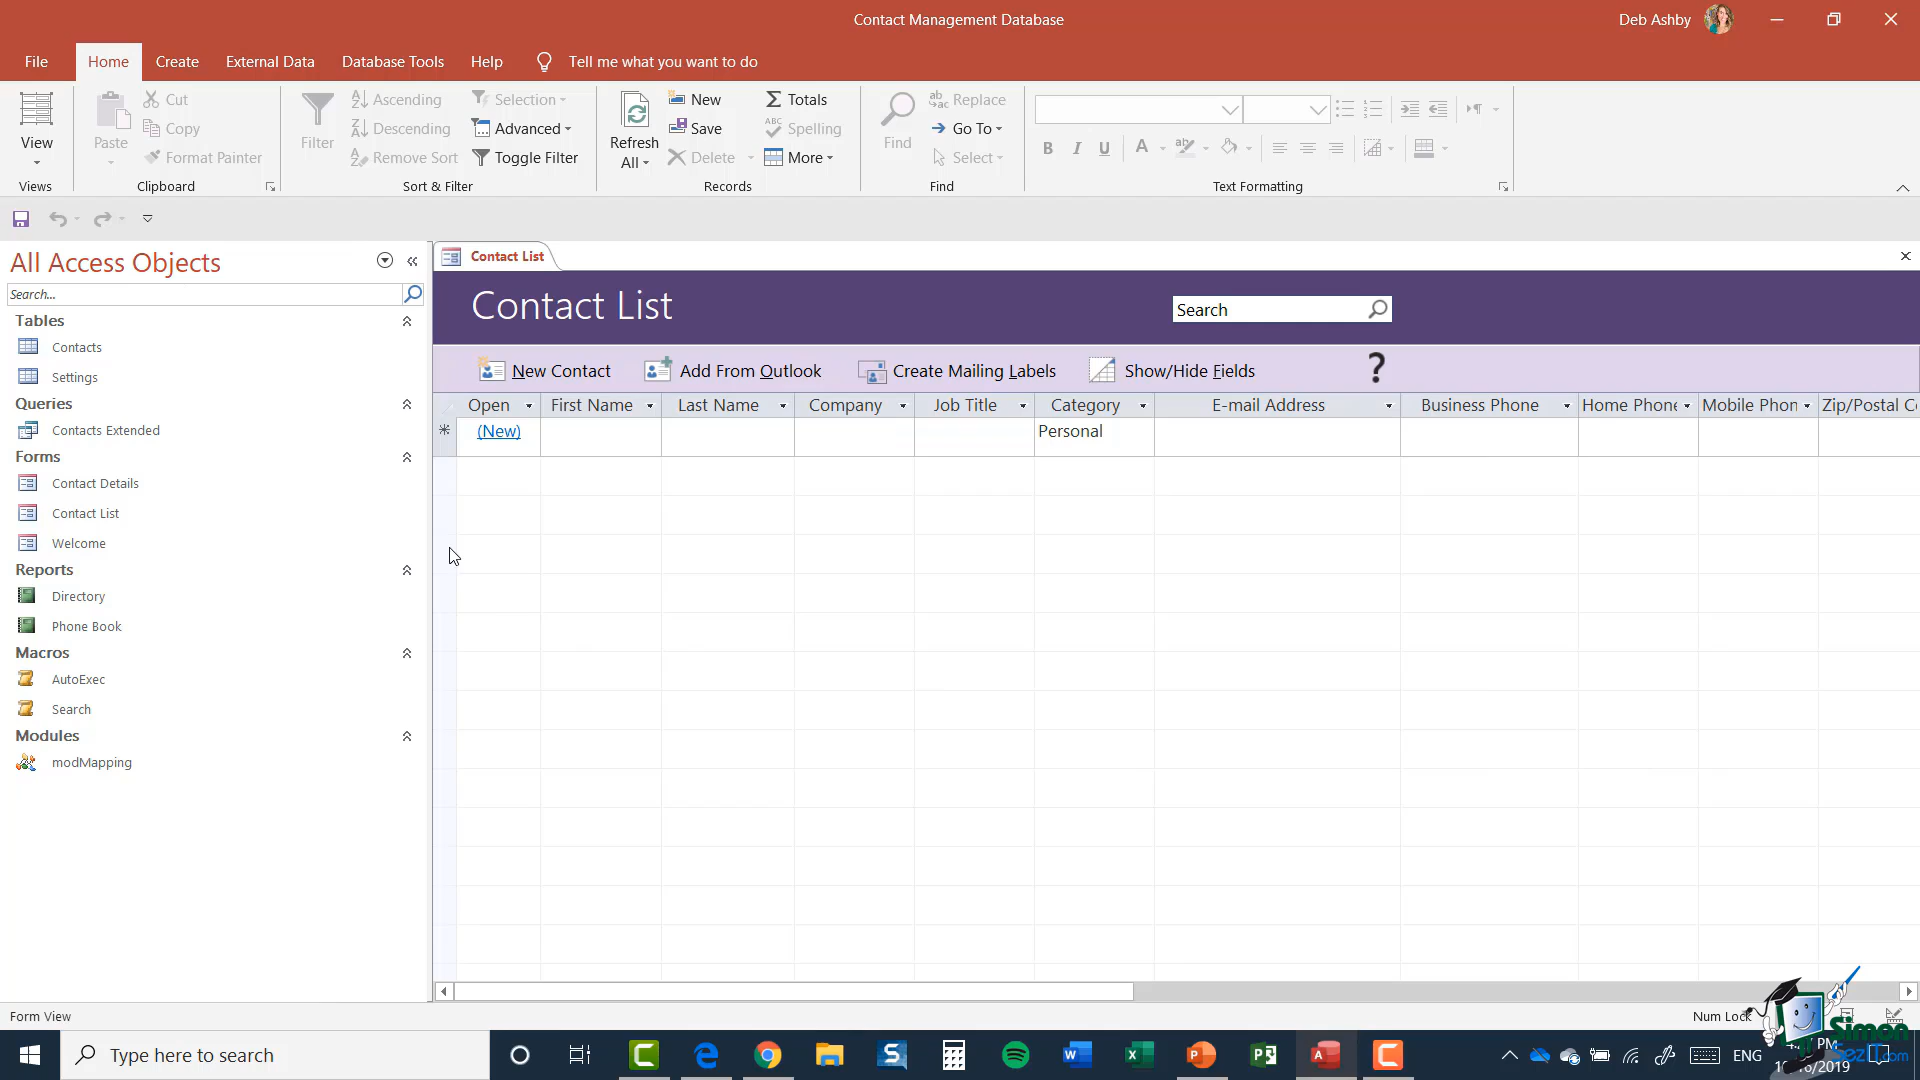 Contact Management Database
Deb Ashby
File Home Create External Data Database Tools Help Tell me what you want to do
View
Views
Paste
Cut
Copy
Format Painter
Clipboard
Filter
Ascending
Descending
Remove Sort
Selection
Advanced
Toggle Filter
Sort & Filter
Refresh
All
New
Save
Delete
Totals
Spelling
More
Records
Find
Replace
Go To
Select
Find
B I U A
Text Formatting
All Access Objects
Search...
Tables
Contacts
Settings
Queries
Contacts Extended
Forms
Contact Details
Contact List
Welcome
Reports
Directory
Phone Book
Macros
AutoExec
Search
Modules
modMapping
Contact List
Contact List
Search
New Contact Add From Outlook Create Mailing Labels Show/Hide Fields ?
Open First Name Last Name Company Job Title Category E-mail Address Business Phone Home Phone Mobile Phon Zip/Postal C
(New) Personal
Form View
Num Lock
Type here to search
ENG
PM
Simon
SezIt.com